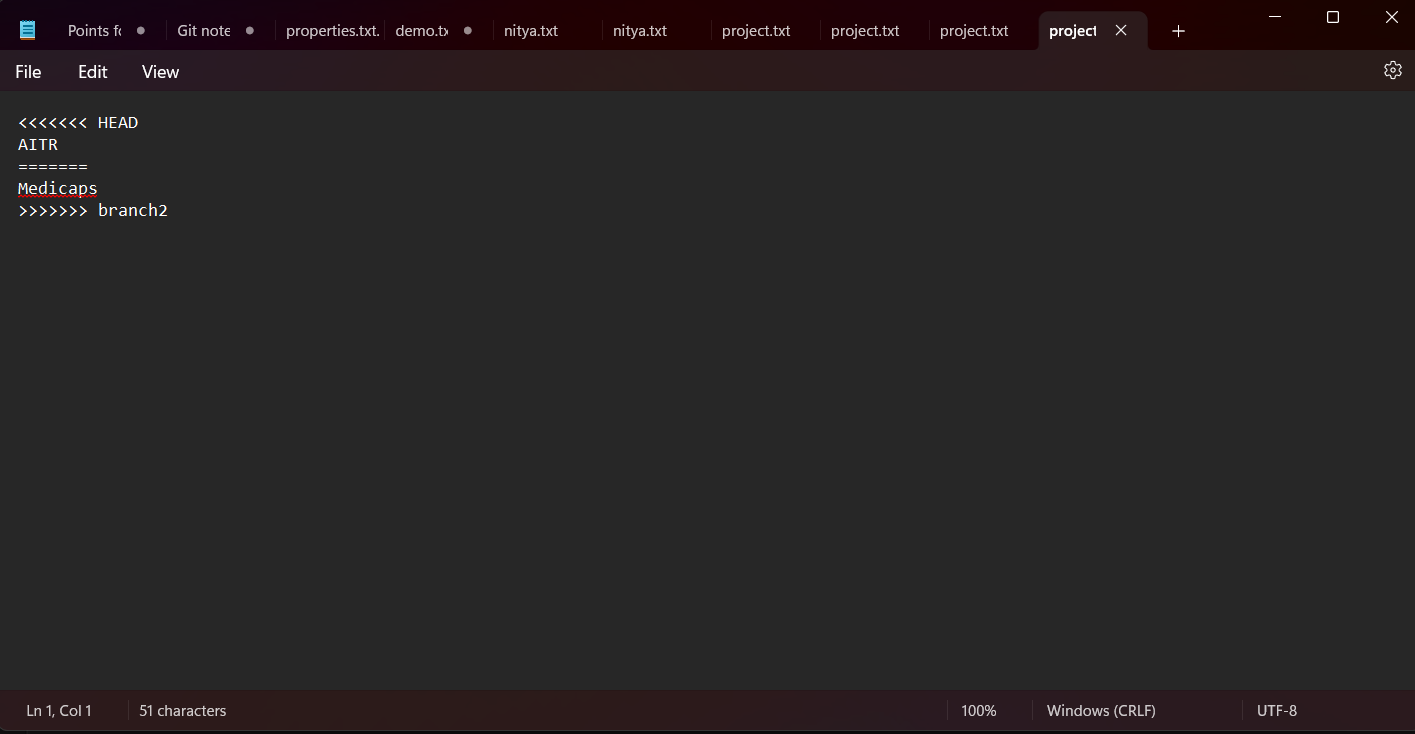 Points fo
Git note
properties.txt.
demo.tx
nitya.txt
nitya.txt
project.txt
project.txt
project.txt
project
File Edit View
<<<<<<< HEAD
AITR
=======
Medicaps
>>>>>>> branch2
Ln 1, Col 1 51 characters 100% Windows (CRLF) UTF-8